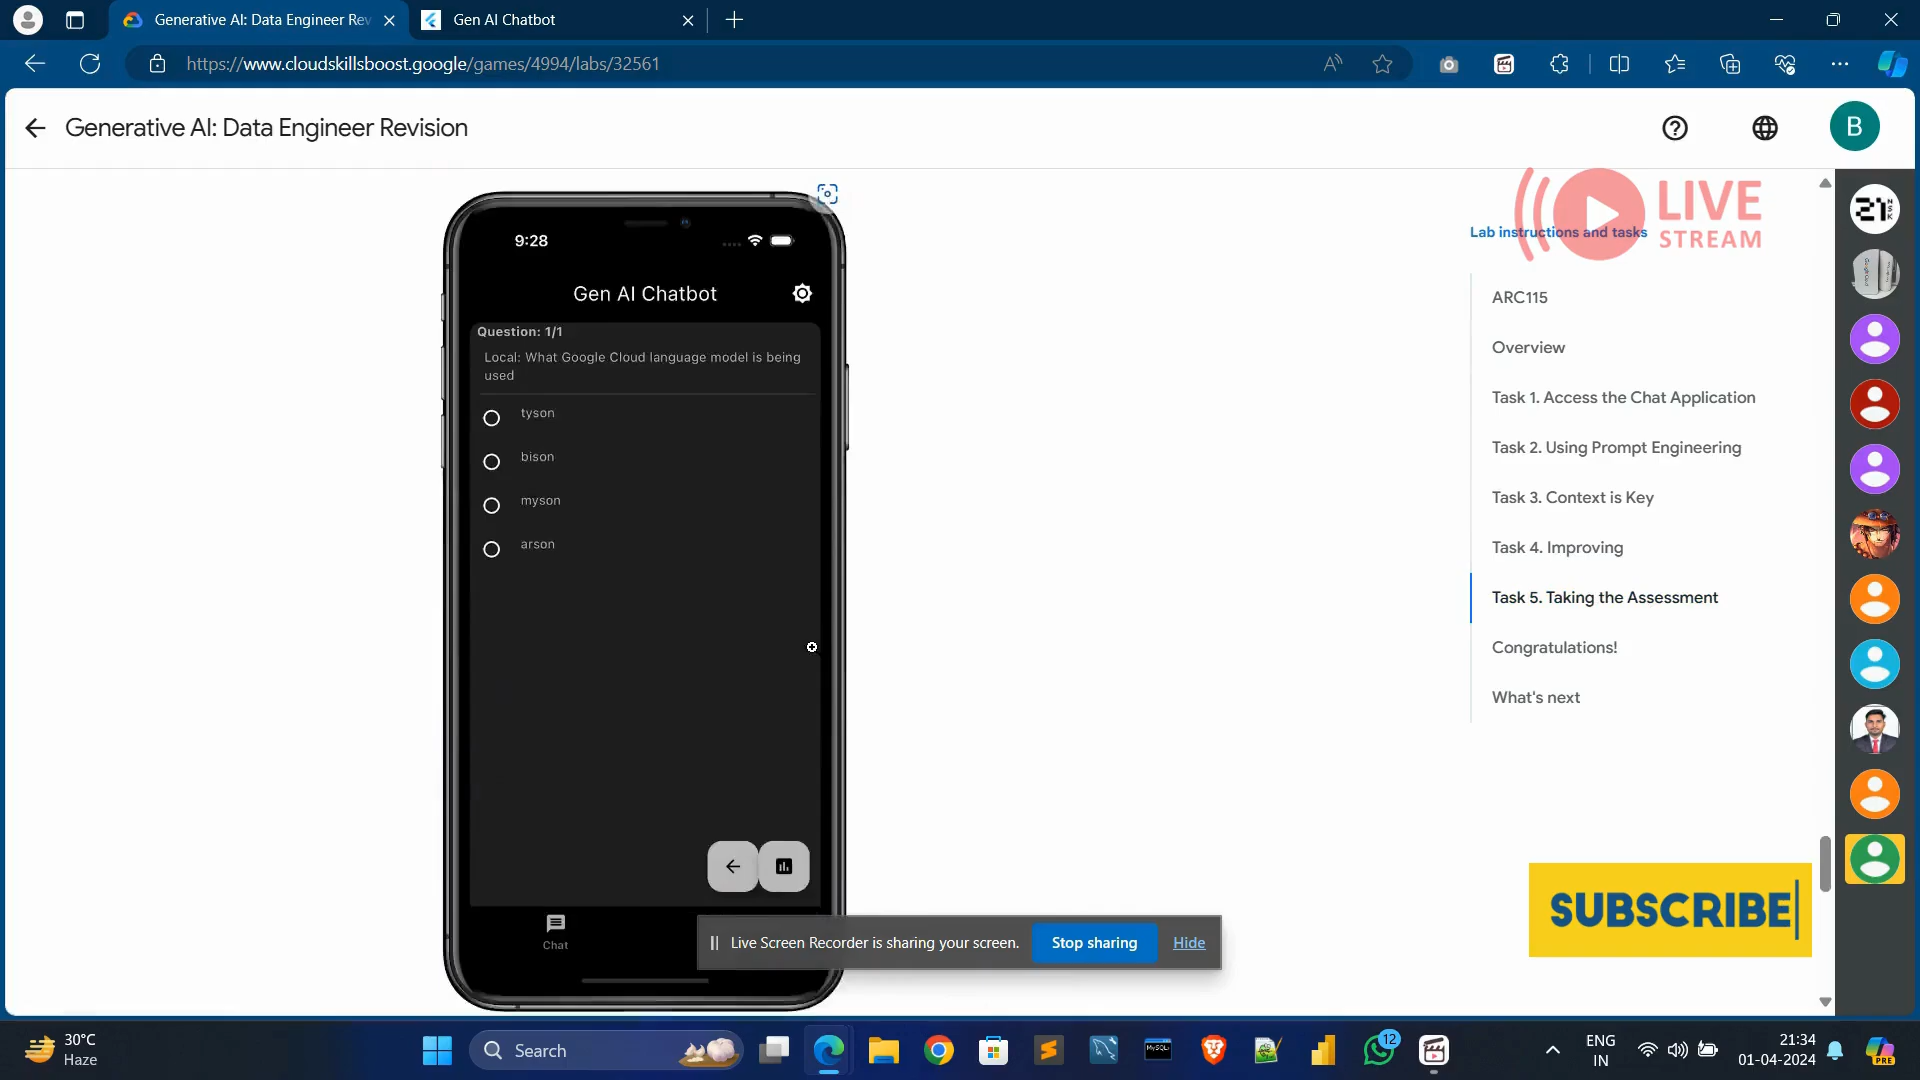 Generative AI: Data Engineer Rev
Gen AI Chatbot
https://www.cloudskillsboost.google/games/4994/labs/32561
Generative AI: Data Engineer Revision
B
LIVE
STREAM
Lab instructions and tasks
ARC115
Overview
Task 1. Access the Chat Application
Task 2. Using Prompt Engineering
Task 3. Context is Key
Task 4. Improving
Task 5. Taking the Assessment
Congratulations!
What's next
9:28
Gen AI Chatbot
Question: 1/1
Local: What Google Cloud language model is being
used
tyson
bison
myson
arson
Chat
Live Screen Recorder is sharing your screen.
Stop sharing
Hide
SUBSCRIBE
30°C
Haze
Search
MySQL
12
ENG
IN
21:34
01-04-2024
PRE